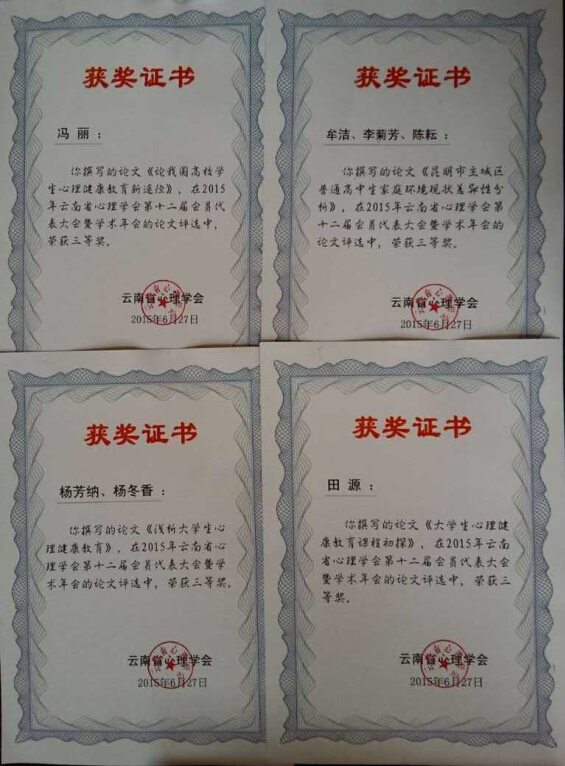 获奖证书
冯 丽 ：
你撰写的论文《论我国高校学
生心理健康教育新途径》，在2015
年云南省心理学会第十二届会员代
表大会暨学术年会的论文评选中，
荣获三等奖。
云南省心理学会
2015年6月27日
获奖证书
牟洁、李菊芳、陈耘：
你撰写的论文《昆明市主城区
普通高中生家庭环境现状差异性分
析》，在2015年云南省心理学会第
十二届会员代表大会暨学术年会的
论文评选中，荣获三等奖。
云南省心理学会
2015年6月27日
获奖证书
杨芳纳、杨冬香：
你撰写的论文《浅析大学生心
理健康教育》，在2015年云南省心
理学会第十二届会员代表大会暨学
术年会的论文评选中，荣获三等奖。
云南省心理学会
2015年6月27日
获奖证书
田 源：
你撰写的论文《大学生心理健
康教育课程初探》，在2015年云南
省心理学会第十二届会员代表大会
暨学术年会的论文评选中，荣获三
等奖。
云南省心理学会
2015年6月27日